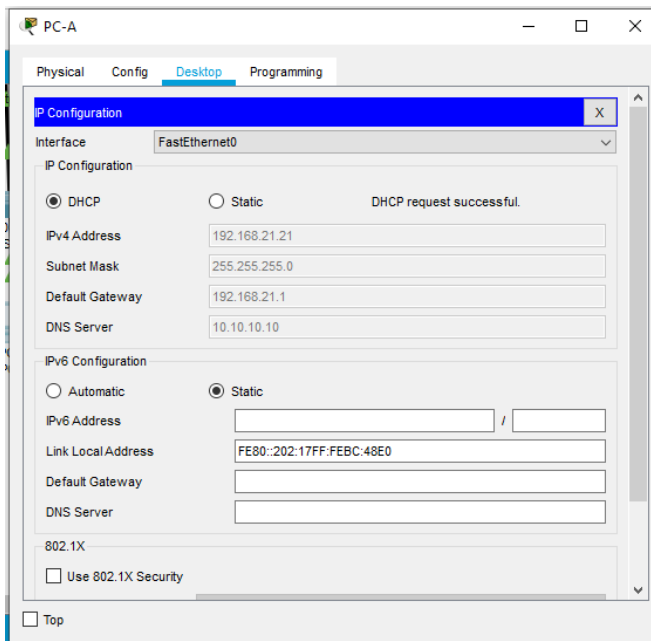 PC-A
Physical Config Desktop Programming
IP Configuration X
Interface FastEthernet0
IP Configuration
DHCP Static DHCP request successful.
IPv4 Address 192.168.21.21
Subnet Mask 255.255.255.0
Default Gateway 192.168.21.1
DNS Server 10.10.10.10
IPv6 Configuration
Automatic Static
IPv6 Address /
Link Local Address FE80::202:17FF:FEBC:48E0
Default Gateway
DNS Server
802.1X
Use 802.1X Security
Top